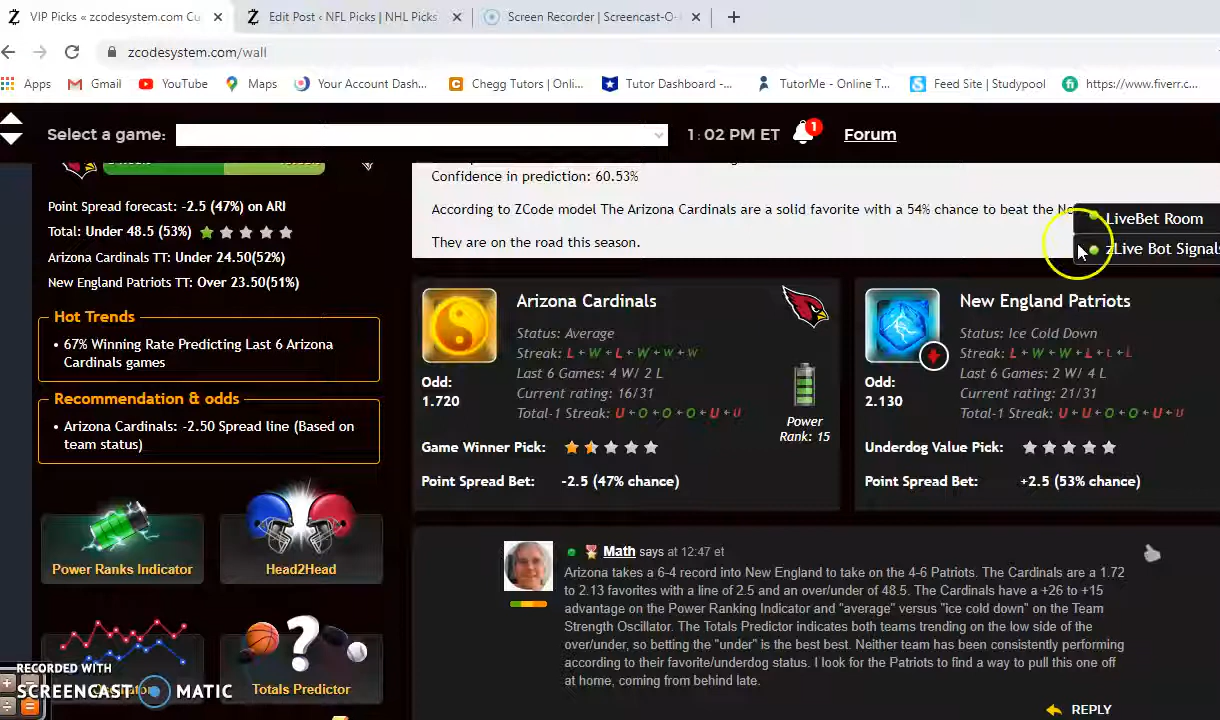 VIP Picks « zcodesystem.com Cu
Edit Post ‹ NFL Picks | NHL Picks
Screen Recorder | Screencast-O-
zcodesystem.com/wall
Apps
Gmail
YouTube
Maps
Your Account Dash...
Chegg Tutors | Onli...
Tutor Dashboard -...
TutorMe - Online T...
Feed Site | Studypool
https://www.fiverr.c...
Select a game:
1:02 PM ET
1
Forum
Confidence in prediction: 60.53%
According to ZCode model The Arizona Cardinals are a solid favorite with a 54% chance to beat the
They are on the road this season.
LiveBet Room
zLive Bot Signals
Point Spread forecast: -2.5 (47%) on ARI
Total: Under 48.5 (53%)
Arizona Cardinals TT: Under 24.50(52%)
New England Patriots TT: Over 23.50(51%)
Hot Trends
• 67% Winning Rate Predicting Last 6 Arizona
Cardinals games
Recommendation & odds
• Arizona Cardinals: -2.50 Spread line (Based on
team status)
Power Ranks Indicator
Head2Head
Totals Predictor
Arizona Cardinals
Status: Average
Streak: L ← W ← L ← W ← W ← W
Last 6 Games: 4 W/ 2 L
Current rating: 16/31
Total-1 Streak: U ← O ← O ← O ← U ← U
Odd:
1.720
Power
Rank: 15
Game Winner Pick:
Point Spread Bet: -2.5 (47% chance)
New England Patriots
Status: Ice Cold Down
Streak: L ← W ← W ← L ← L ← L
Last 6 Games: 2 W/ 4 L
Current rating: 21/31
Total-1 Streak: U ← U ← O ← O ← U ← U
Odd:
2.130
Underdog Value Pick:
Point Spread Bet: +2.5 (53% chance)
Math says at 12:47 et
Arizona takes a 6-4 record into New England to take on the 4-6 Patriots. The Cardinals are a 1.72
to 2.13 favorites with a line of 2.5 and an over/under of 48.5. The Cardinals have a +26 to +15
advantage on the Power Ranking Indicator and "average" versus "ice cold down" on the Team
Strength Oscillator. The Totals Predictor indicates both teams trending on the low side of the
over/under, so betting the "under" is the best best. Neither team has been consistently performing
according to their favorite/underdog status. I look for the Patriots to find a way to pull this one off
at home, coming from behind late.
REPLY
RECORDED WITH
SCREENCAST MATIC